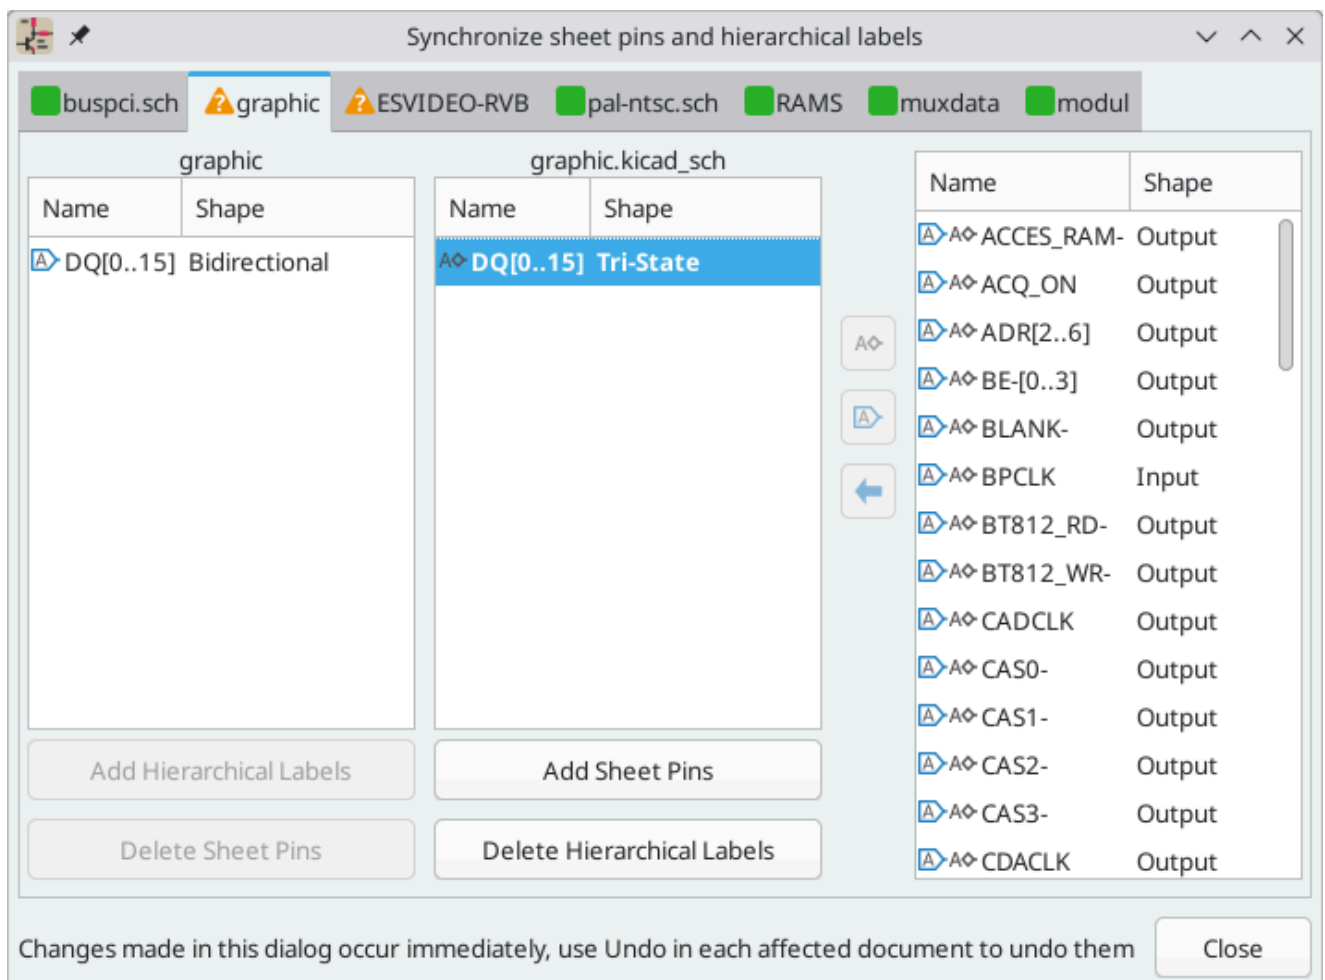 Synchronize sheet pins and hierarchical labels
buspci.sch graphic ESVIDEO-RVB pal-ntsc.sch RAMS muxdata modul
graphic
Name Shape
DQ[0..15] Bidirectional
Add Hierarchical Labels
Delete Sheet Pins
graphic.kicad_sch
Name Shape
DQ[0..15] Tri-State
Add Sheet Pins
Delete Hierarchical Labels
Name Shape
ACCES_RAM- Output
ACQ_ON Output
ADR[2..6] Output
BE-[0..3] Output
BLANK- Output
BPCLK Input
BT812_RD- Output
BT812_WR- Output
CADCLK Output
CAS0- Output
CAS1- Output
CAS2- Output
CAS3- Output
CDACLK Output
Changes made in this dialog occur immediately, use Undo in each affected document to undo them
Close